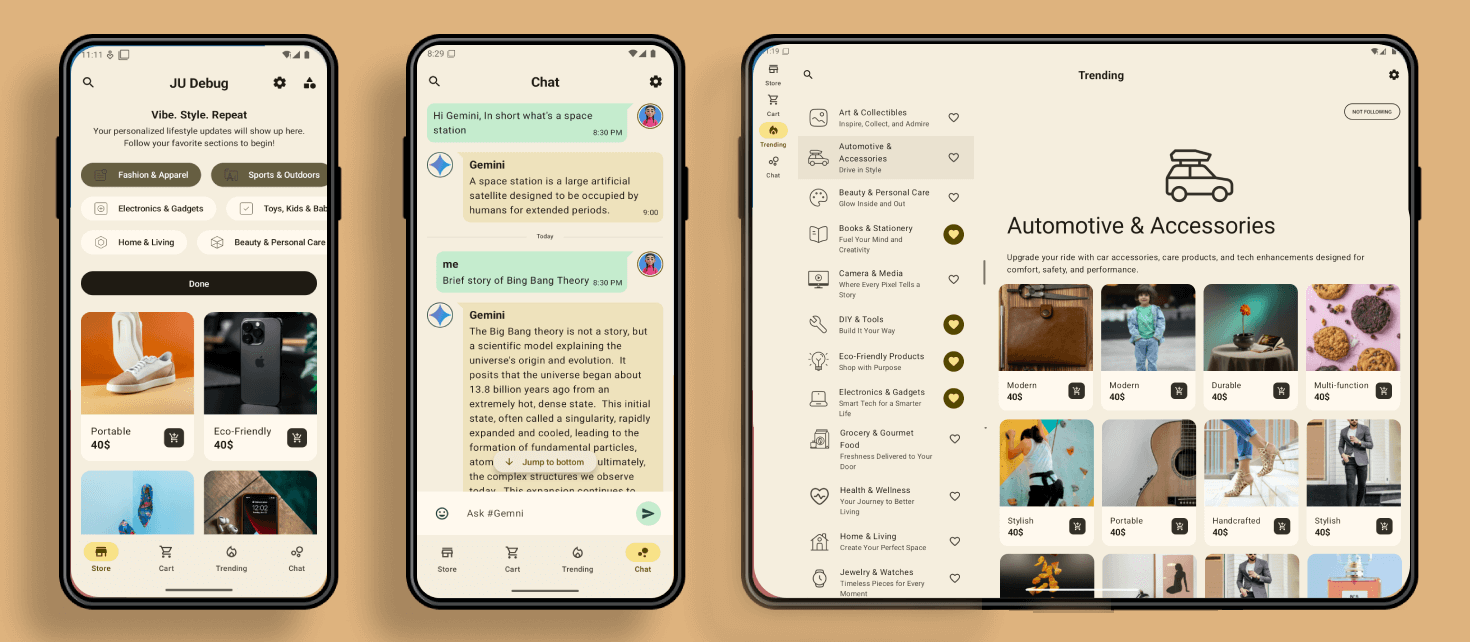 11:11
JU Debug
Vibe. Style. Repeat
Your personalized lifestyle updates will show up here.
Follow your favorite sections to begin!
Fashion & Apparel
Sports & Outdoors
Electronics & Gadgets
Toys, Kids & Bab
Home & Living
Beauty & Personal Care
Done
Portable
40$
Eco-Friendly
40$
12:02
Store
Cart
Trending
Chat
8:29
Chat
Hi Gemini, In short what's a space
station
8:30 PM
Gemini
A space station is a large artificial
satellite designed to be occupied by
humans for extended periods.
9:00
Today
me
Brief story of Bing Bang Theory
8:30 PM
Gemini
The Big Bang theory is not a story, but
a scientific model explaining the
universe's origin and evolution. It
posits that the universe began about
13.8 billion years ago from an
extremely hot, dense state. This initial
state, often called a singularity, rapidly
expanded and cooled, leading to the
formation of fundamental particles,
atom
ultimately,
Jump to bottom
the complex structures we observe
today. This expansion continues to
Ask #Gemni
Store
Cart
Trending
Chat
1:19
Store
Cart
Trending
Chat
Trending
Art & Collectibles
Inspire, Collect, and Admire
Automotive &
Accessories
Drive in Style
Beauty & Personal Care
Glow Inside and Out
Books & Stationery
Fuel Your Mind and
Creativity
Camera & Media
Where Every Pixel Tells a
Story
DIY & Tools
Build It Your Way
Eco-Friendly Products
Shop with Purpose
Electronics & Gadgets
Smart Tech for a Smarter
Life
Grocery & Gourmet
Food
Freshness Delivered to Your
Door
Health & Wellness
Your Journey to Better
Living
Home & Living
Create Your Perfect Space
Jewelry & Watches
Timeless Pieces for Every
Moment
NOT FOLLOWING
Automotive & Accessories
Upgrade your ride with car accessories, care products, and tech enhancements designed for
comfort, safety, and performance.
Modern
40$
Modern
40$
Durable
40$
Multi-function
40$
Stylish
40$
Portable
40$
Handcrafted
40$
Stylish
40$